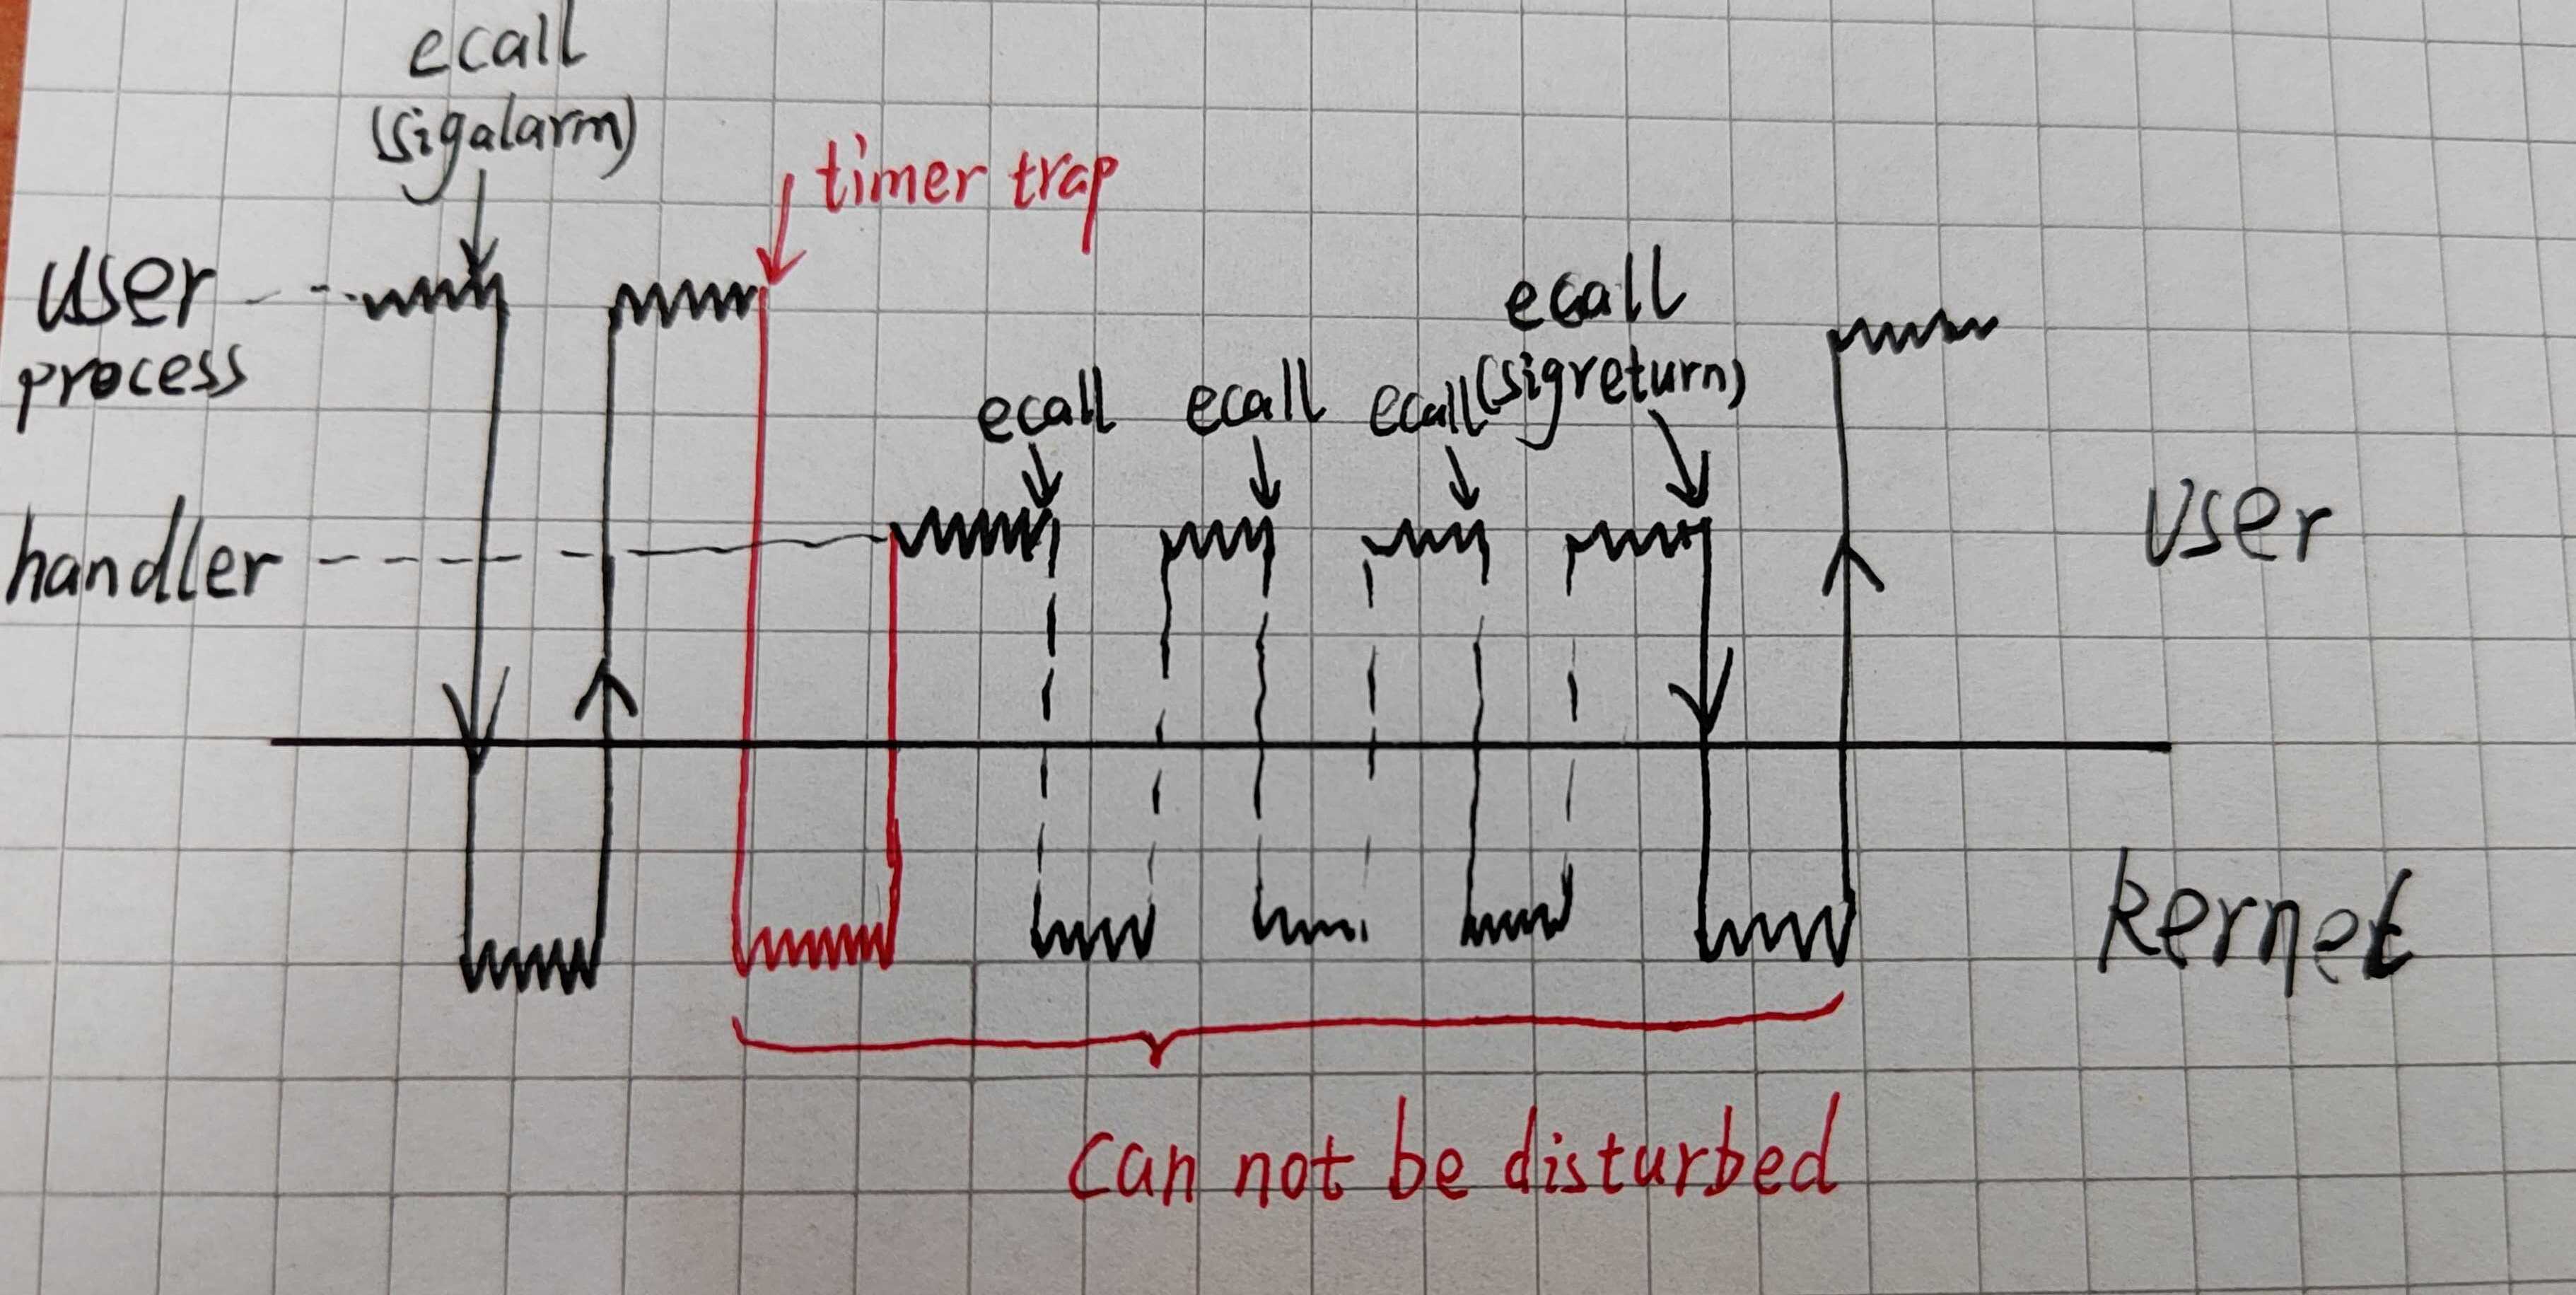 ecall
(sigalarm)
timer trap
user
process
ecall
(sigreturn)
ecall
ecall
ecall
handler
user
kernel
can not be disturbed